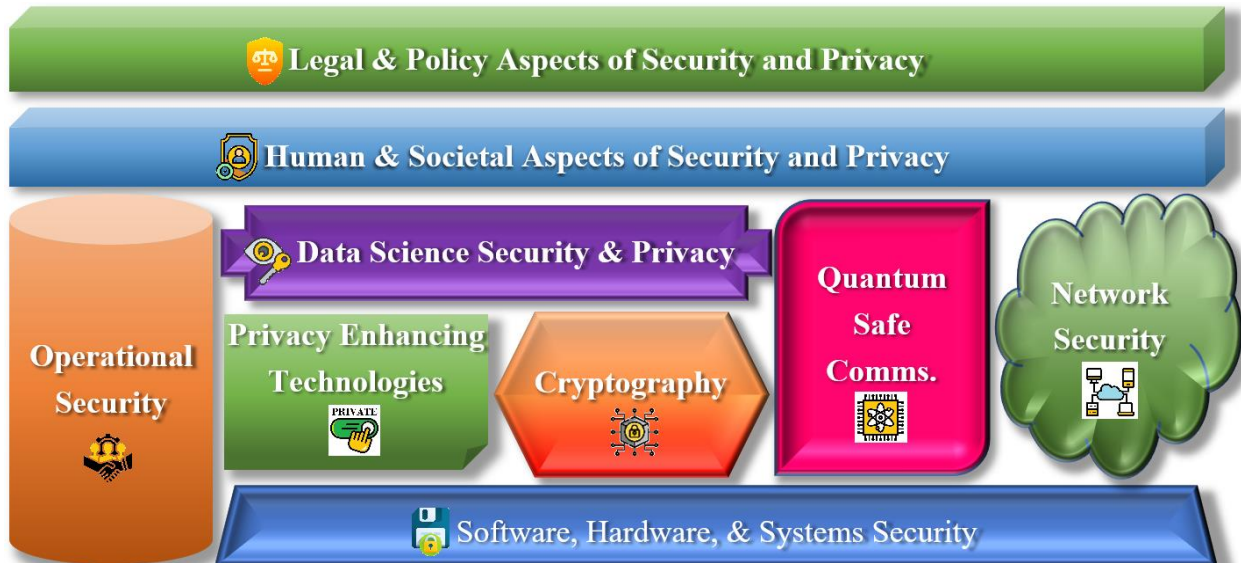 Legal & Policy Aspects of Security and Privacy
Human & Societal Aspects of Security and Privacy
Operational
Security
Data Science Security & Privacy
Privacy Enhancing
Technologies
PRIVATE
Cryptography
Quantum
Safe
Comms.
Network
Security
Software, Hardware, & Systems Security